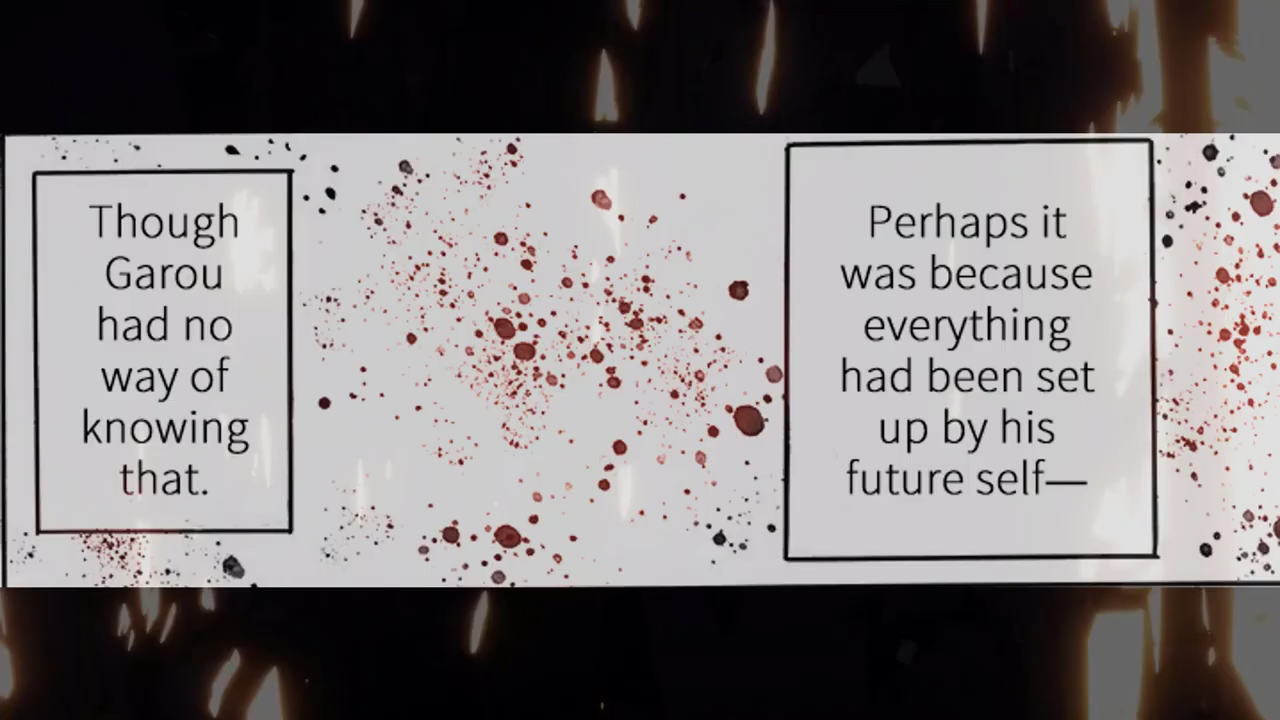 Perhaps it
was because
everything
had been set
up by his
future self—
Though
Garou
had no
way of
knowing
that.